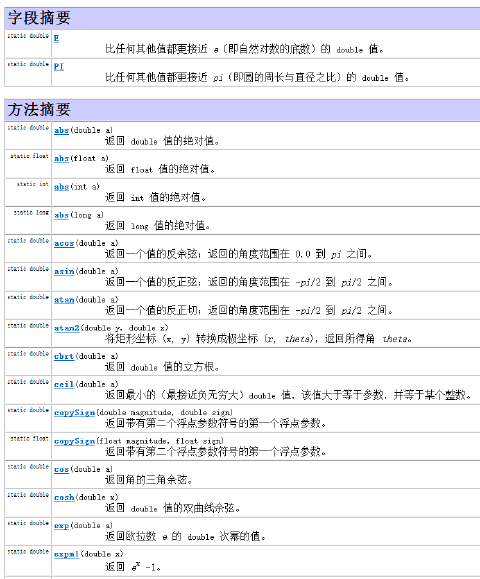 字段摘要
static double E
比任何其他值都更接近 e（即自然对数的底数）的 double 值。
static double PI
比任何其他值都更接近 pi（即圆的周长与直径之比）的 double 值。
方法摘要
static double abs(double a)
返回 double 值的绝对值。
static float abs(float a)
返回 float 值的绝对值。
static int abs(int a)
返回 int 值的绝对值。
static long abs(long a)
返回 long 值的绝对值。
static double acos(double a)
返回一个值的反余弦；返回的角度范围在 0.0 到 pi 之间。
static double asin(double a)
返回一个值的反正弦；返回的角度范围在 -pi/2 到 pi/2 之间。
static double atan(double a)
返回一个值的反正切；返回的角度范围在 -pi/2 到 pi/2 之间。
static double atan2(double y, double x)
将矩形坐标 (x, y) 转换成极坐标 (r, theta)，返回所得角 theta。
static double cbrt(double a)
返回 double 值的立方根。
static double ceil(double a)
返回最小的（最接近负无穷大）double 值，该值大于等于参数，并等于某个整数。
static double copySign(double magnitude, double sign)
返回带有第二个浮点参数符号的第一个浮点参数。
static float copySign(float magnitude, float sign)
返回带有第二个浮点参数符号的第一个浮点参数。
static double cos(double a)
返回角的三角余弦。
static double cosh(double x)
返回 double 值的双曲线余弦。
static double exp(double a)
返回欧拉数 e 的 double 次幂的值。
static double expm1(double x)
返回 eˣ -1。